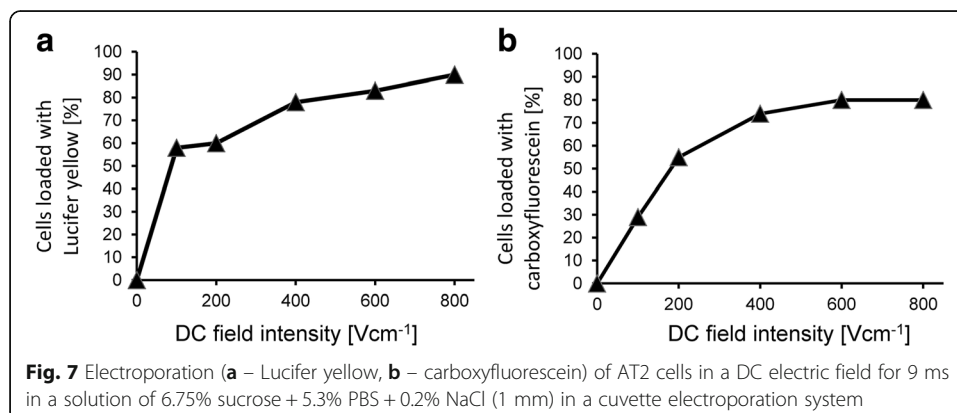 a
100
90
80
70
60
50
40
30
20
10
0
Cells loaded with
Lucifer yellow [%]
0 200 400 600 800
DC field intensity [Vcm-1]
b
100
90
80
70
60
50
40
30
20
10
0
Cells loaded with
carboxyfluorescein [%]
0 200 400 600 800
DC field intensity [Vcm-1]
Fig. 7 Electroporation (a – Lucifer yellow, b – carboxyfluorescein) of AT2 cells in a DC electric field for 9 ms
in a solution of 6.75% sucrose + 5.3% PBS + 0.2% NaCl (1 mm) in a cuvette electroporation system